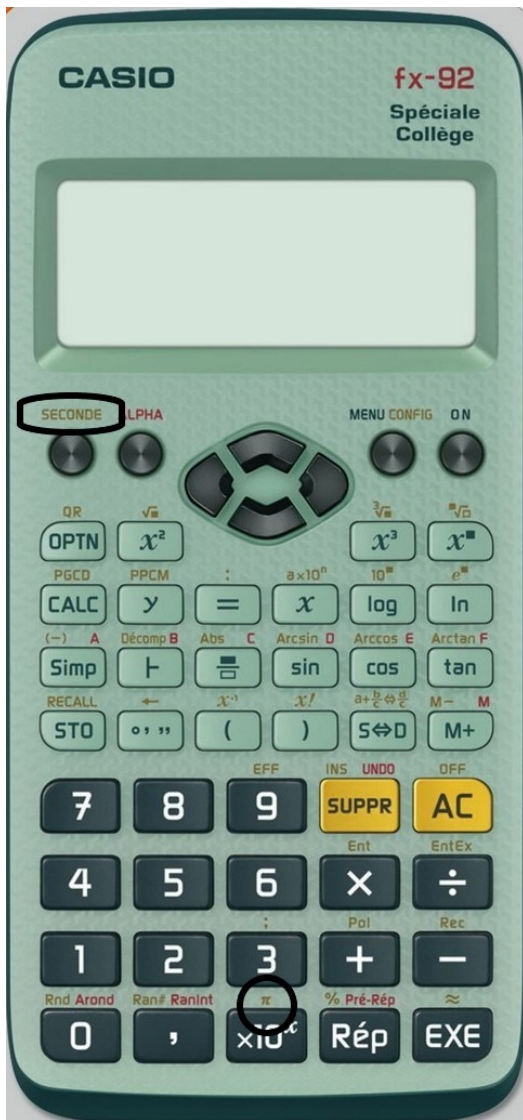 CASIO fx-92
Spéciale
Collège
SECONDE ALPHA MENU CONFIG ON
QR √■ ³√■ ■√□
OPTN x² x³ x■
PGCD PPCM : a×10ⁿ 10■ e■
CALC y = x log ln
(−) A Décomp B Abs C Arcsin D Arccos E Arctan F
Simp ⊢ sin cos tan
RECALL ← x⁻¹ x! a+b/c⇔d/c M− M
STO o,,, ( ) S⇔D M+
EFF INS UNDO OFF
7 8 9 SUPPR AC
Ent EntEx
4 5 6 × ÷
; Pol Rec
1 2 3 + −
Rnd Arond Ran# RanInt π % Pré-Rép ≈
0 , ×10ˣ Rép EXE